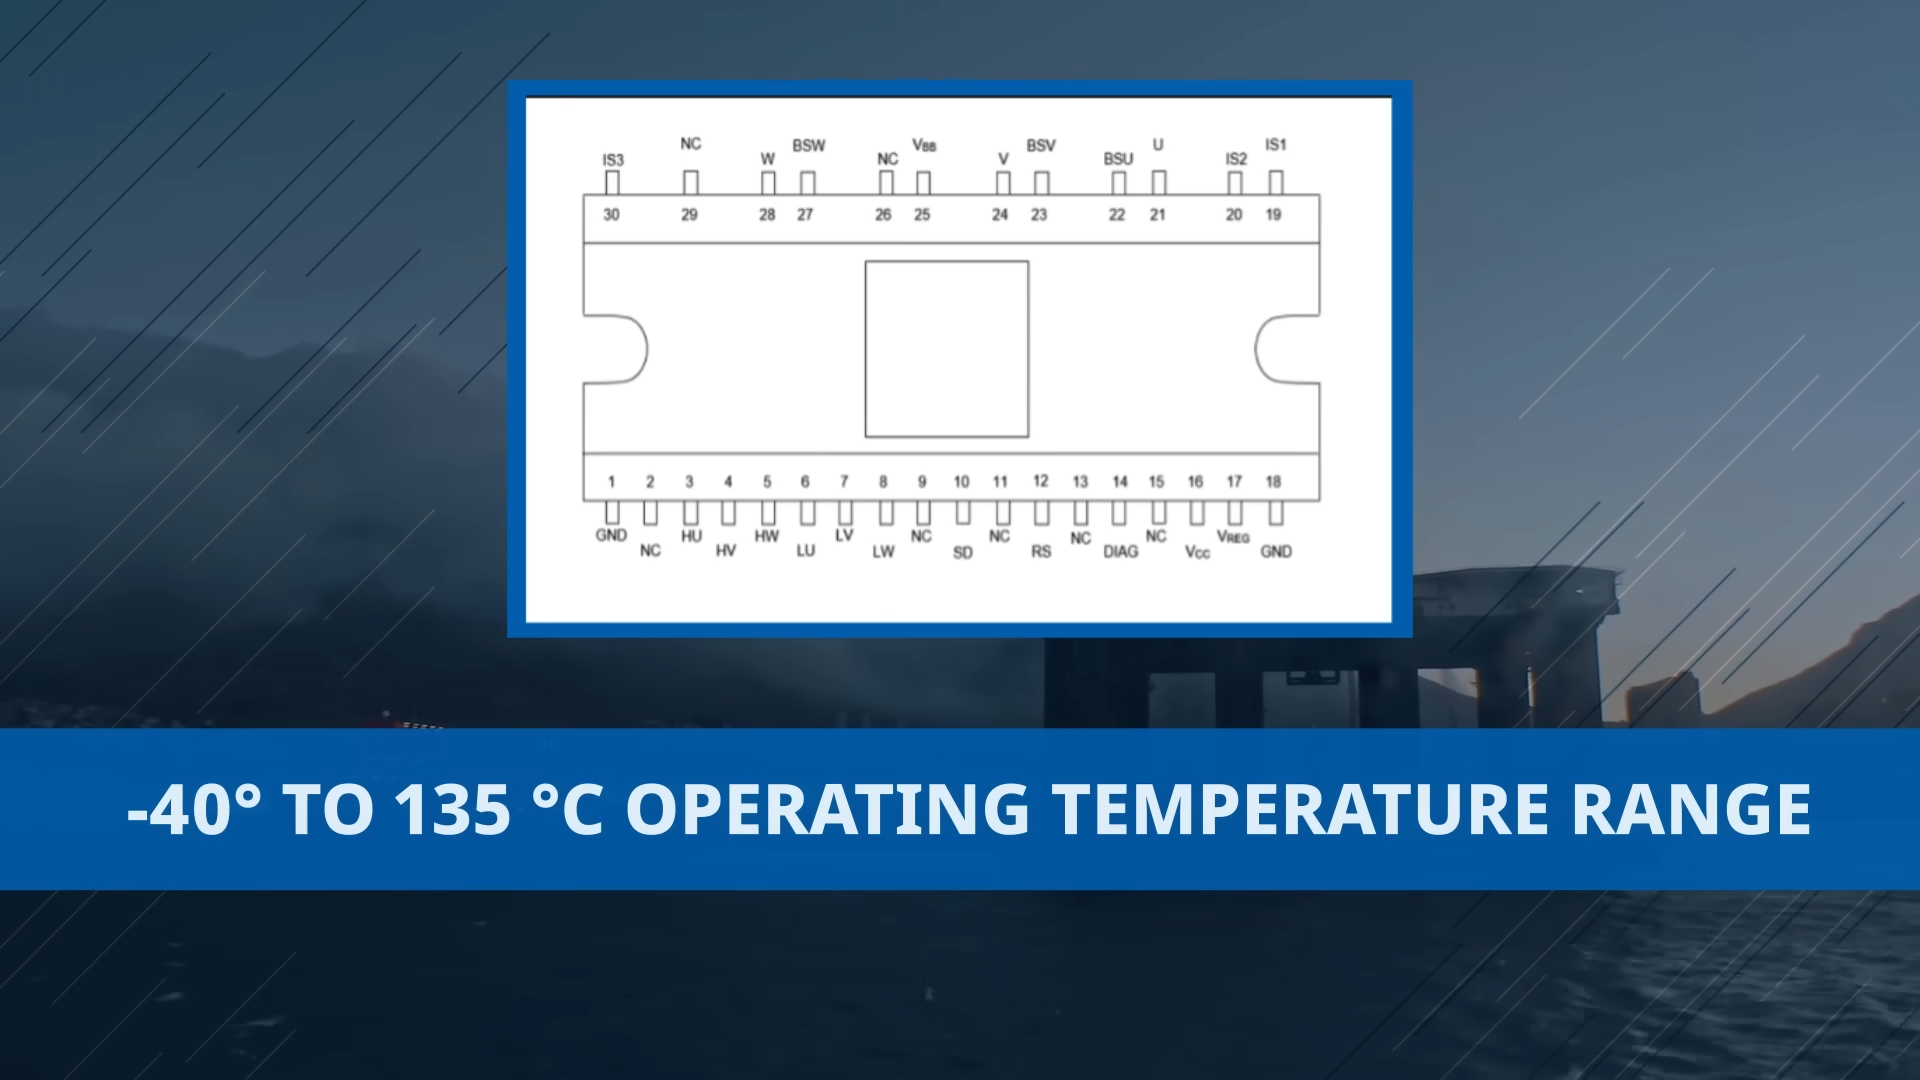 IS3 NC W BSW NC VBB V BSV BSU U IS2 IS1
30 29 28 27 26 25 24 23 22 21 20 19
1 2 3 4 5 6 7 8 9 10 11 12 13 14 15 16 17 18
GND NC HU HV HW LU LV LW NC SD NC RS NC DIAG NC VCC VREG GND
-40° TO 135 °C OPERATING TEMPERATURE RANGE